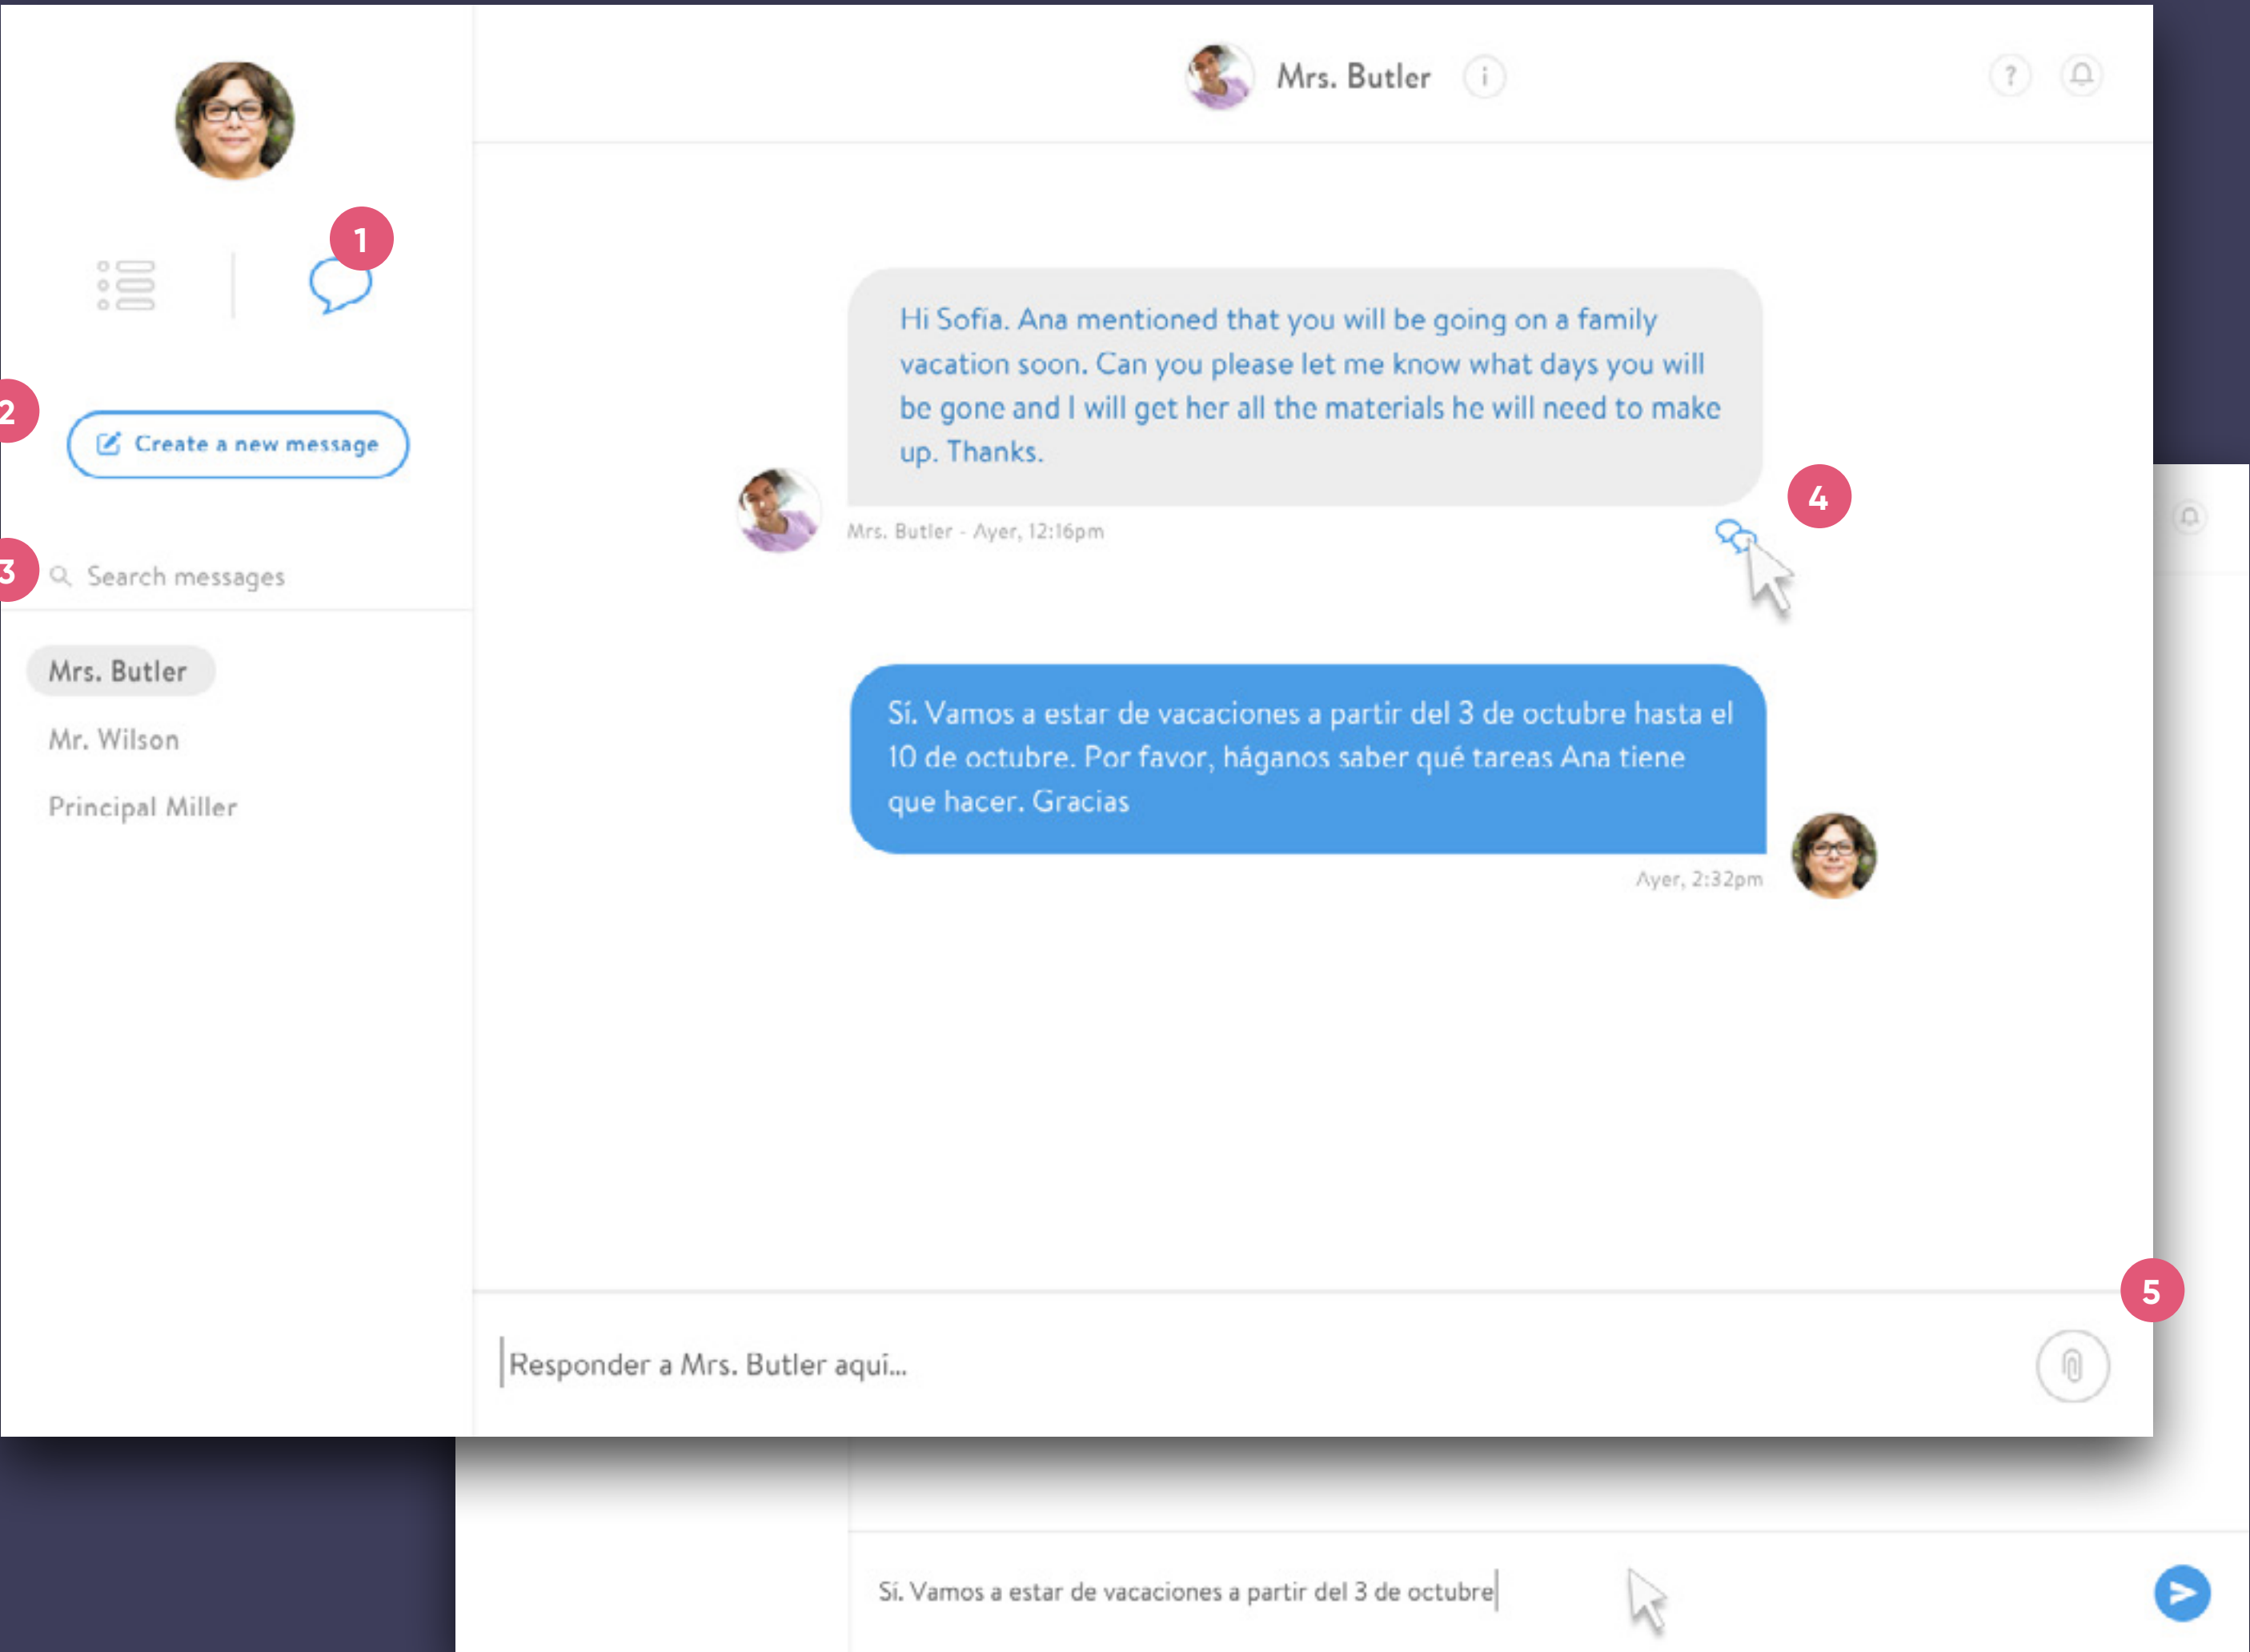 Mrs. Butler
i
?
1
2
Create a new message
3
Search messages
Mrs. Butler
Mr. Wilson
Principal Miller
Hi Sofía. Ana mentioned that you will be going on a family
vacation soon. Can you please let me know what days you will
be gone and I will get her all the materials he will need to make
up. Thanks.
4
Mrs. Butler - Ayer, 12:16pm
Sí. Vamos a estar de vacaciones a partir del 3 de octubre hasta el
10 de octubre. Por favor, háganos saber qué tareas Ana tiene
que hacer. Gracias
Ayer, 2:32pm
5
Responder a Mrs. Butler aquí...
Sí. Vamos a estar de vacaciones a partir del 3 de octubre